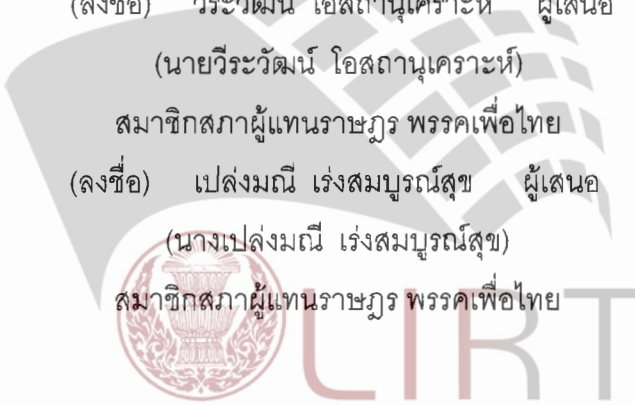 (ลงชื่อ) วีระวัฒน์ โอสถานุเคราะห์ ผู้เสนอ
(นายวีระวัฒน์ โอสถานุเคราะห์)
สมาชิกสภาผู้แทนราษฎร พรรคเพื่อไทย
(ลงชื่อ) เปล่งมณี เร่งสมบูรณ์สุข ผู้เสนอ
(นางเปล่งมณี เร่งสมบูรณ์สุข)
สมาชิกสภาผู้แทนราษฎร พรรคเพื่อไทย
LIRT